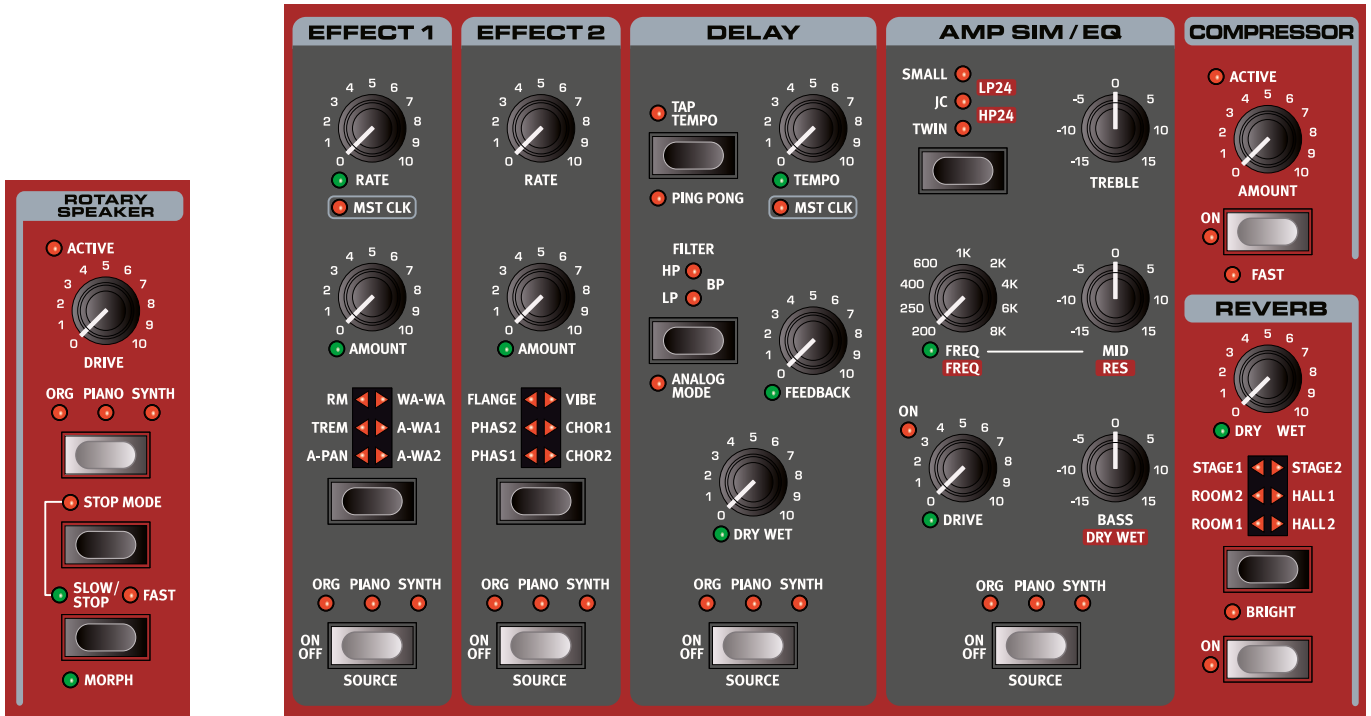 ROTARY
SPEAKER
ACTIVE
0 1 2 3 4 5 6 7 8 9 10
DRIVE
ORG PIANO SYNTH
STOP MODE
SLOW/
STOP
FAST
MORPH
EFFECT 1
0 1 2 3 4 5 6 7 8 9 10
RATE
MST CLK
0 1 2 3 4 5 6 7 8 9 10
AMOUNT
RM WA-WA
TREM A-WA1
A-PAN A-WA2
ORG PIANO SYNTH
ON
OFF
SOURCE
EFFECT 2
0 1 2 3 4 5 6 7 8 9 10
RATE
0 1 2 3 4 5 6 7 8 9 10
AMOUNT
FLANGE VIBE
PHAS2 CHOR1
PHAS1 CHOR2
ORG PIANO SYNTH
ON
OFF
SOURCE
DELAY
TAP
TEMPO
PING PONG
0 1 2 3 4 5 6 7 8 9 10
TEMPO
MST CLK
FILTER
HP
BP
LP
ANALOG
MODE
0 1 2 3 4 5 6 7 8 9 10
FEEDBACK
0 1 2 3 4 5 6 7 8 9 10
DRY WET
ORG PIANO SYNTH
ON
OFF
SOURCE
AMP SIM / EQ
SMALL
LP24
JC
HP24
TWIN
-15 -10 -5 0 5 10 15
TREBLE
200 250 400 600 1K 2K 4K 6K 8K
FREQ
FREQ
-15 -10 -5 0 5 10 15
MID
RES
ON
0 1 2 3 4 5 6 7 8 9 10
DRIVE
-15 -10 -5 0 5 10 15
BASS
DRY WET
ORG PIANO SYNTH
ON
OFF
SOURCE
COMPRESSOR
ACTIVE
0 1 2 3 4 5 6 7 8 9 10
AMOUNT
ON
FAST
REVERB
0 1 2 3 4 5 6 7 8 9 10
DRY WET
STAGE1 STAGE2
ROOM2 HALL1
ROOM1 HALL2
BRIGHT
ON